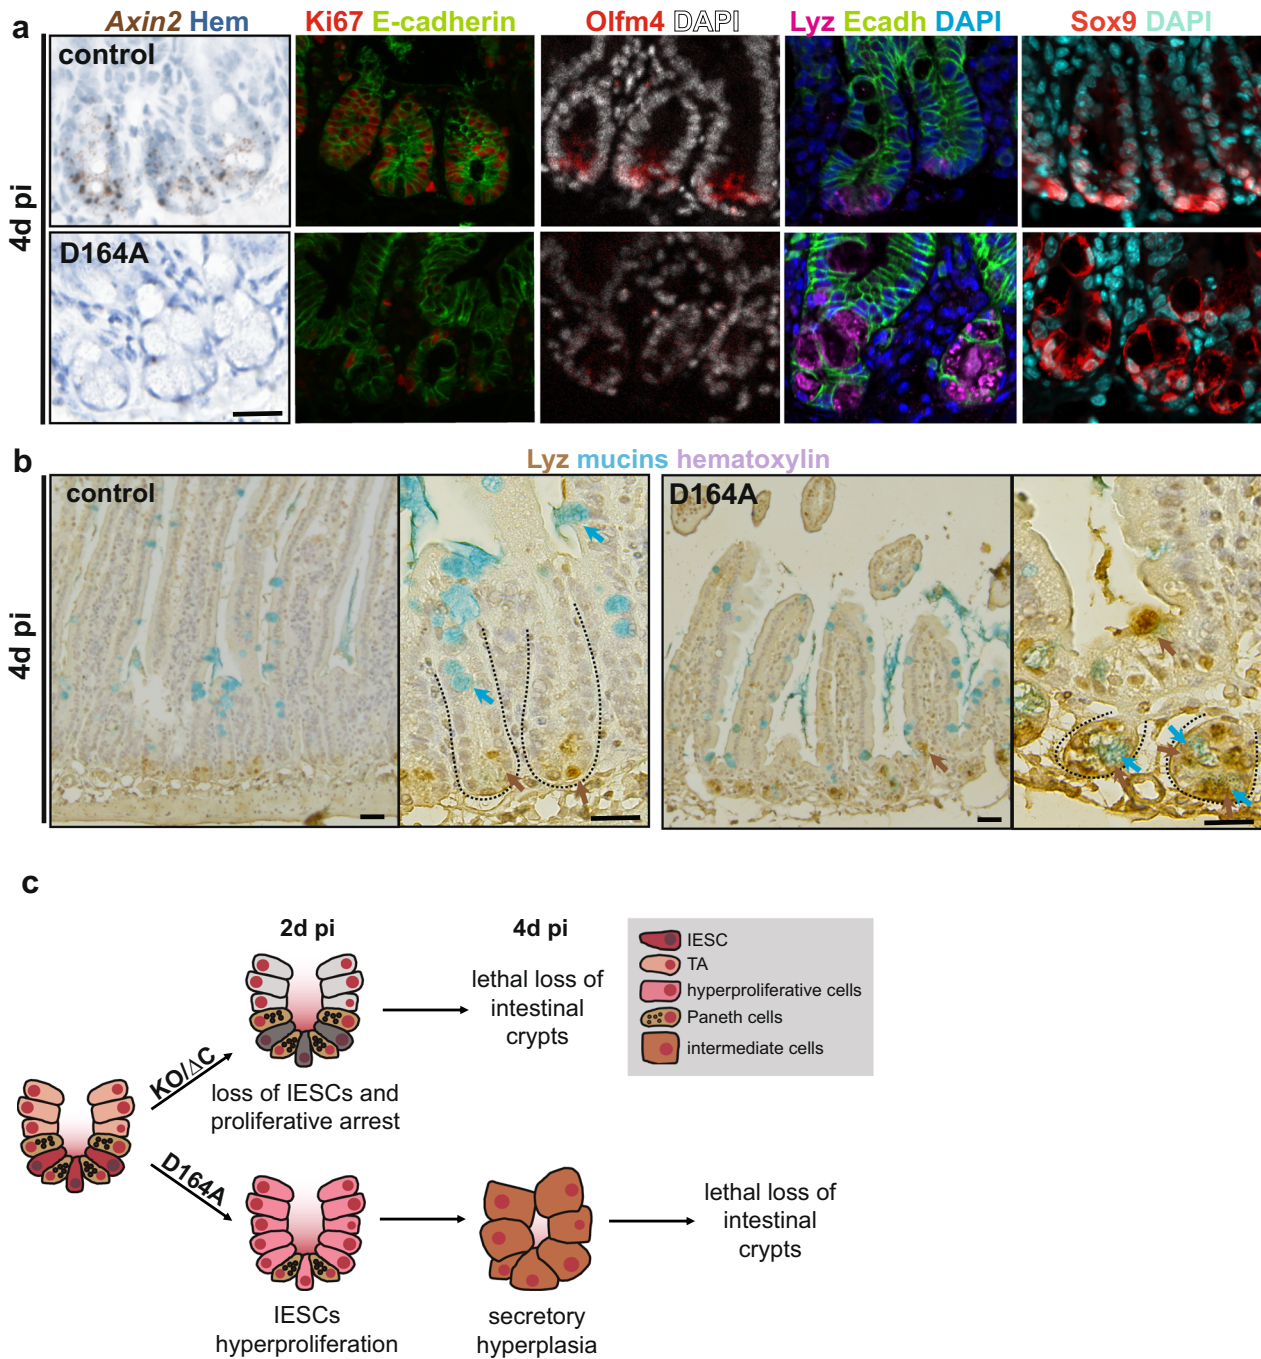 a
Axin2 Hem
Ki67 E-cadherin
Olfm4 DAPI
Lyz Ecadh DAPI
Sox9 DAPI
4d pi
control
D164A
b
Lyz mucins hematoxylin
4d pi
control
D164A
c
2d pi
4d pi
KO/ΔC
loss of IESCs and
proliferative arrest
lethal loss of
intestinal
crypts
IESC
TA
hyperproliferative cells
Paneth cells
intermediate cells
D164A
IESCs
hyperproliferation
secretory
hyperplasia
lethal loss of
intestinal
crypts